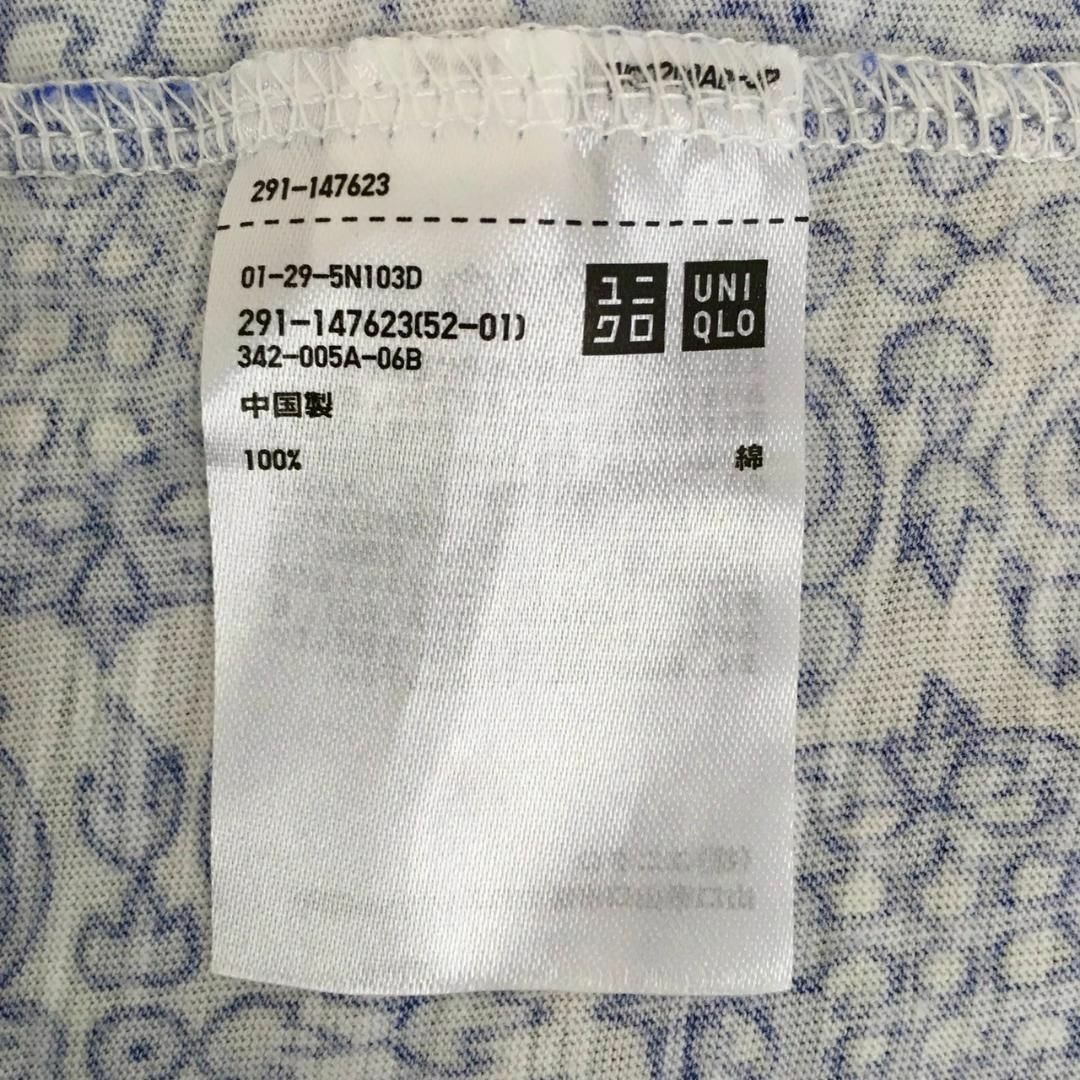 291-147623
01-29-5N103D
291-147623(52-01)
342-005A-06B
中国製
100% 綿
ユニ
クロ
UNI
QLO